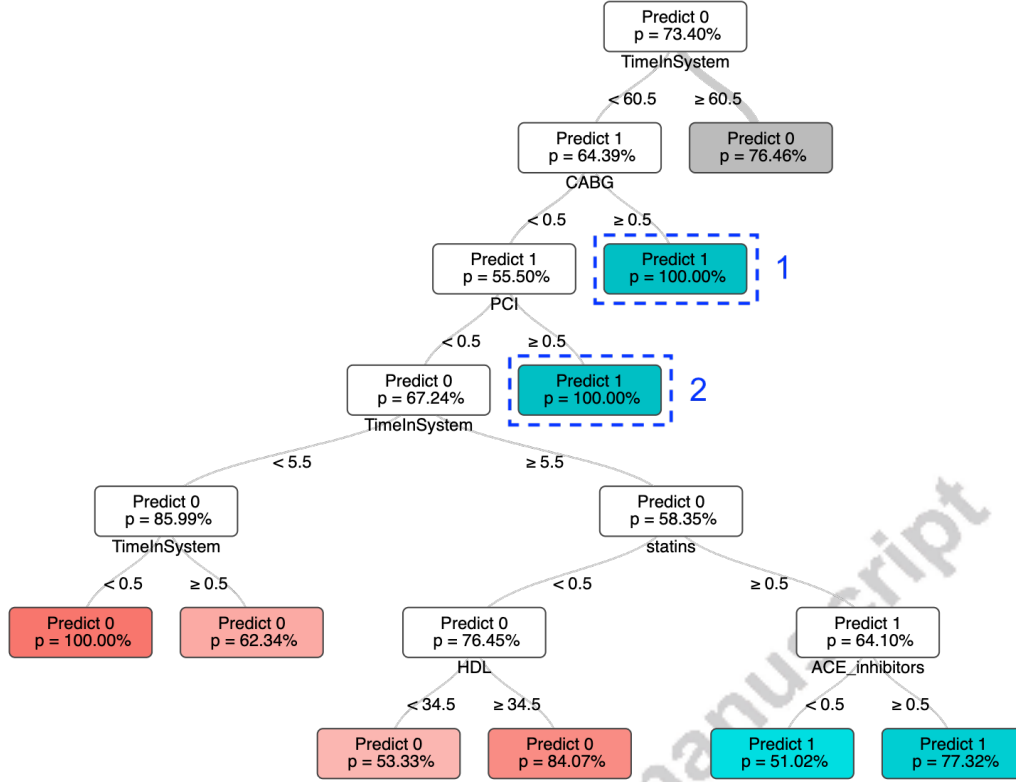 Predict 0
p = 73.40%
TimeInSystem
< 60.5
≥ 60.5
Predict 1
p = 64.39%
CABG
Predict 0
p = 76.46%
< 0.5
≥ 0.5
Predict 1
p = 55.50%
PCI
Predict 1
p = 100.00%
1
< 0.5
≥ 0.5
Predict 0
p = 67.24%
TimeInSystem
Predict 1
p = 100.00%
2
< 5.5
≥ 5.5
Predict 0
p = 85.99%
TimeInSystem
Predict 0
p = 58.35%
statins
< 0.5
≥ 0.5
< 0.5
≥ 0.5
Predict 0
p = 100.00%
Predict 0
p = 62.34%
Predict 0
p = 76.45%
HDL
Predict 1
p = 64.10%
ACE_inhibitors
< 34.5
≥ 34.5
< 0.5
≥ 0.5
Predict 0
p = 53.33%
Predict 0
p = 84.07%
Predict 1
p = 51.02%
Predict 1
p = 77.32%
manuscript